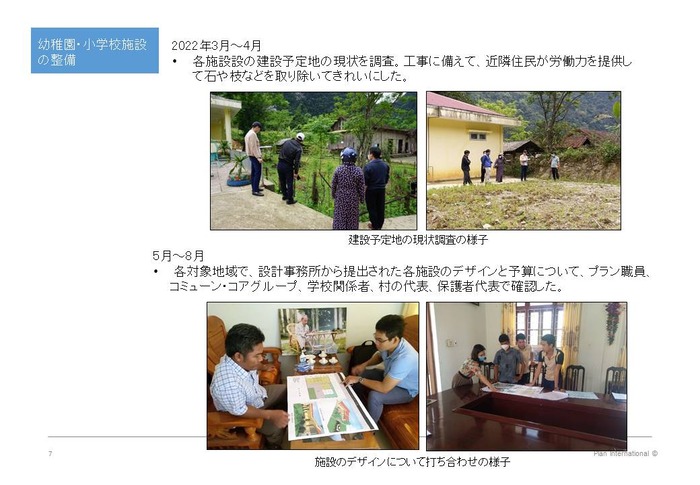 幼稚園・小学校施設
の整備
2022年3月～4月
• 各施設設の建設予定地の現状を調査。工事に備えて、近隣住民が労働力を提供し
て石や枝などを取り除いてきれいにした。
建設予定地の現状調査の様子
5月～8月
• 各対象地域で、設計事務所から提出された各施設のデザインと予算について、プラン職員、
コミューン・コアグループ、学校関係者、村の代表、保護者代表で確認した。
施設のデザインについて打ち合わせの様子
7
Plan International ©